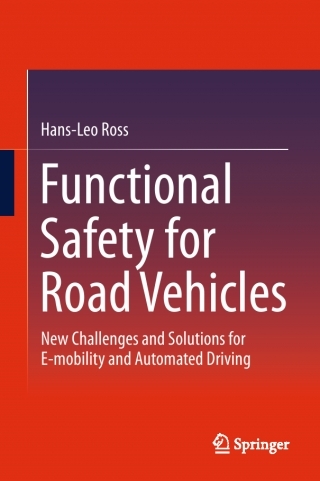 Hans-Leo Ross
Functional
Safety for
Road Vehicles
New Challenges and Solutions for
E-mobility and Automated Driving
Springer